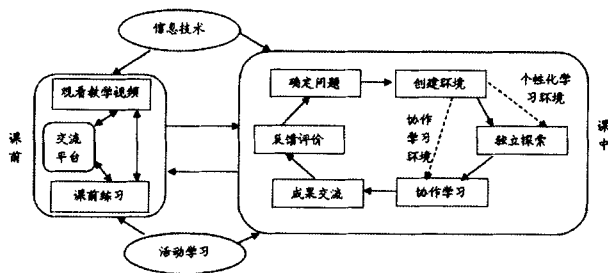 信息技术
观看教学视频
交流
平台
课前练习
课
前
活动学习
确定问题
创建环境
个性化学
习环境
协作
学习
环境
独立探索
反馈评价
成果交流
协作学习
课
中